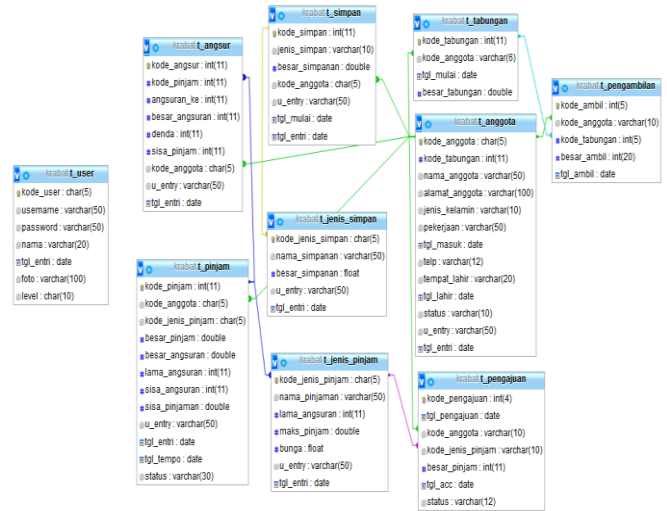 krabat t_user
kode_user : char(5)
username : varchar(50)
password : varchar(50)
nama : varchar(20)
tgl_entri : date
foto : varchar(100)
level : char(10)
krabat t_angsur
kode_angsur : int(11)
kode_pinjam : int(11)
angsuran_ke : int(11)
besar_angsuran : int(11)
denda : int(11)
sisa_pinjam : int(11)
kode_anggota : char(5)
u_entry : varchar(50)
tgl_entri : date
krabat t_pinjam
kode_pinjam : int(11)
kode_anggota : char(5)
kode_jenis_pinjam : char(5)
besar_pinjam : double
besar_angsuran : double
lama_angsuran : int(11)
sisa_angsuran : int(11)
sisa_pinjaman : double
u_entry : varchar(50)
tgl_entri : date
tgl_tempo : date
status : varchar(30)
krabat t_simpan
kode_simpan : int(11)
jenis_simpan : varchar(10)
besar_simpanan : double
kode_anggota : char(5)
u_entry : varchar(50)
tgl_mulai : date
tgl_entri : date
krabat t_jenis_simpan
kode_jenis_simpan : char(5)
nama_simpanan : varchar(50)
besar_simpanan : float
u_entry : varchar(50)
tgl_entri : date
krabat t_jenis_pinjam
kode_jenis_pinjam : char(5)
nama_pinjaman : varchar(50)
lama_angsuran : int(11)
maks_pinjam : double
bunga : float
u_entry : varchar(50)
tgl_entri : date
krabat t_tabungan
kode_tabungan : int(11)
kode_anggota : varchar(6)
tgl_mulai : date
besar_tabungan : double
krabat t_anggota
kode_anggota : char(5)
kode_tabungan : int(11)
nama_anggota : varchar(50)
alamat_anggota : varchar(100)
jenis_kelamin : varchar(10)
pekerjaan : varchar(50)
tgl_masuk : date
telp : varchar(12)
tempat_lahir : varchar(20)
tgl_lahir : date
status : varchar(10)
u_entry : varchar(50)
tgl_entri : date
krabat t_pengajuan
kode_pengajuan : int(4)
tgl_pengajuan : date
kode_anggota : varchar(10)
kode_jenis_pinjam : varchar(10)
besar_pinjam : int(11)
tgl_acc : date
status : varchar(12)
krabat t_pengambilan
kode_ambil : int(5)
kode_anggota : varchar(10)
kode_tabungan : int(5)
besar_ambil : int(20)
tgl_ambil : date